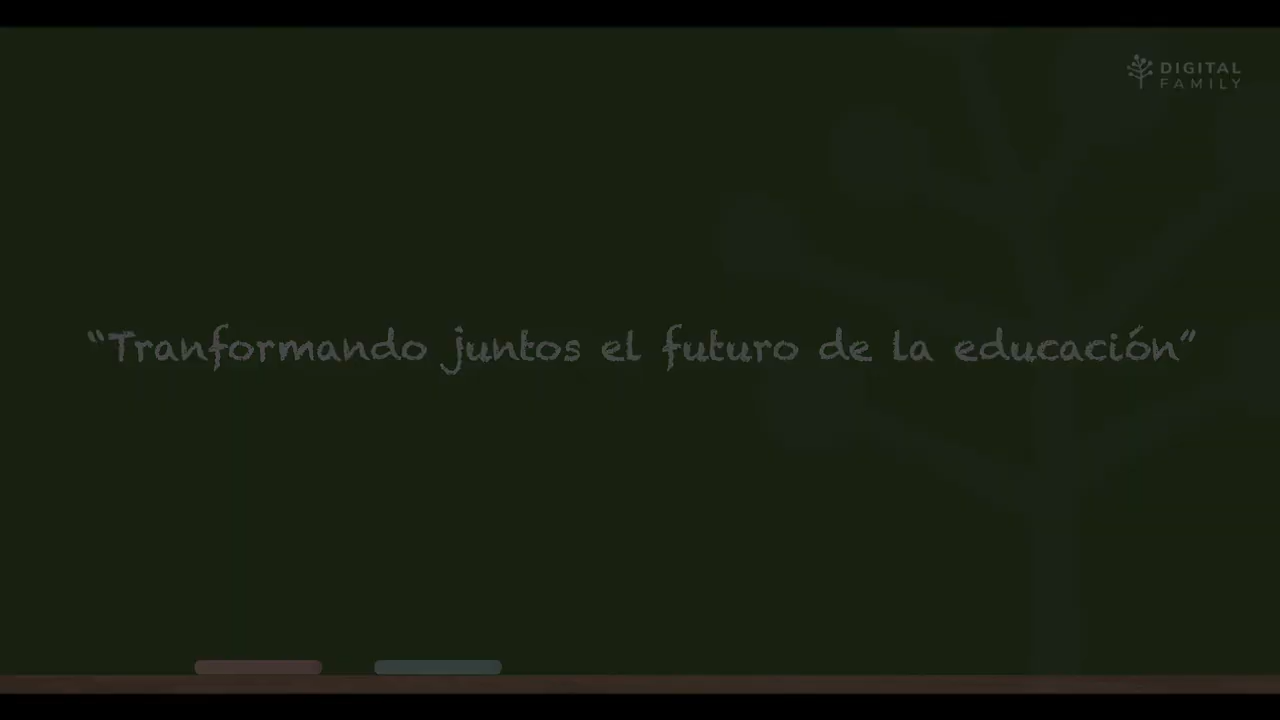 DIGITAL
FAMILY
“Tranformando juntos el futuro de la educación”